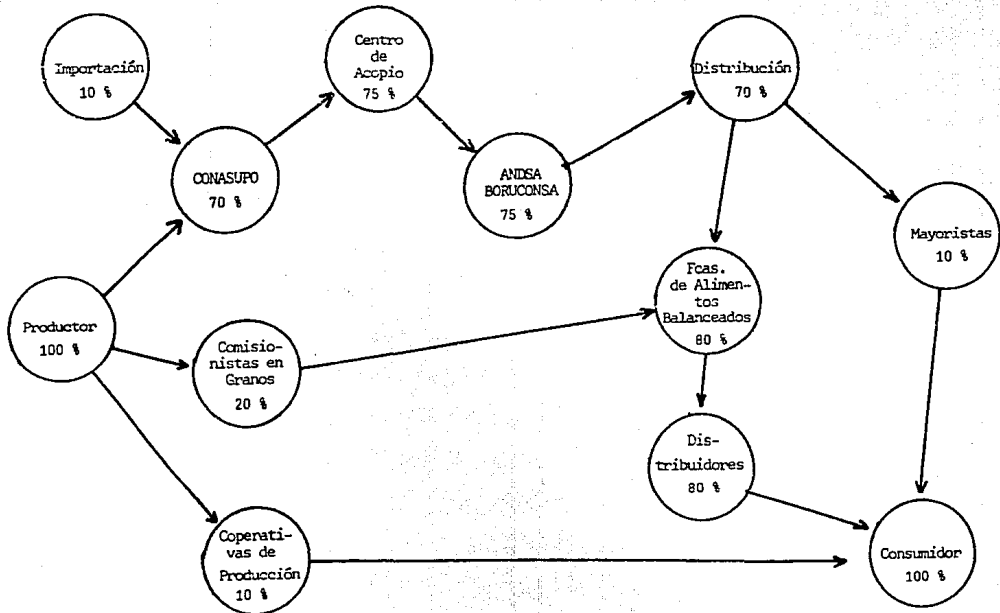 Importación
10 %
Centro
de
Acopio
75 %
Distribución
70 %
CONASUPO
70 %
ANDSA
BORUCONSA
75 %
Mayoristas
10 %
Productor
100 %
Comisio-
nistas en
Granos
20 %
Fcas.
de Alimen-
tos
Balanceados
80 %
Dis-
tribuidores
80 %
Coperati-
vas de
Producción
10 %
Consumidor
100 %